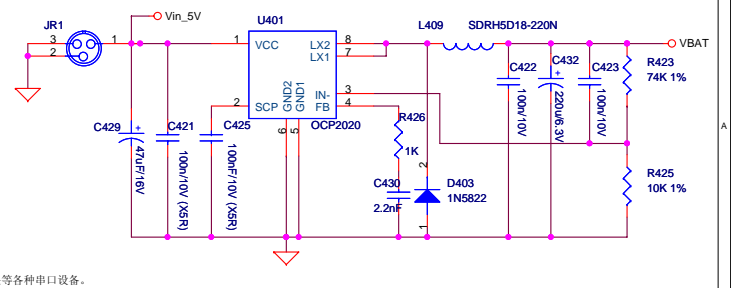 JR1
Vin_5V
U401
L409
SDRH5D18-220N
3
2
1
1
VCC
LX2
LX1
8
7
VBAT
2
SCP
GND2
GND1
IN-
FB
3
4
6
5
OCP2020
C429
47uF/16V
C421
100n/10V (X5R)
C425
100nF/10V (X5R)
R426
1K
C430
2.2nF
2
D403
1N5822
1
C422
100n/10V
C432
220u/6.3V
C423
100n/10V
R423
74K 1%
R425
10K 1%
A
等各种串口设备。